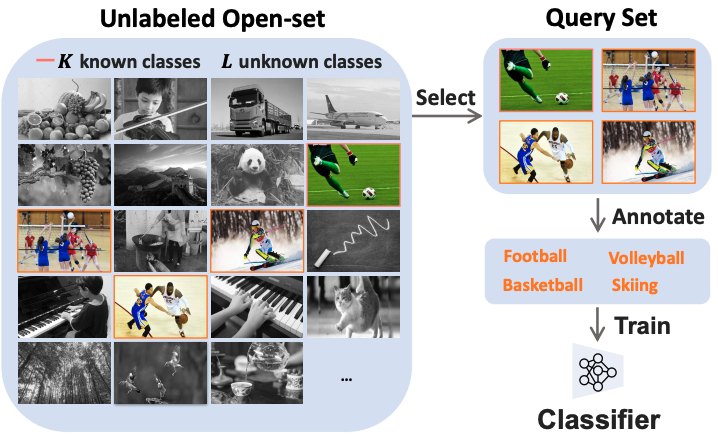 Unlabeled Open-set
K known classes L unknown classes
...
Select
Query Set
Annotate
Football Volleyball
Basketball Skiing
Train
Classifier